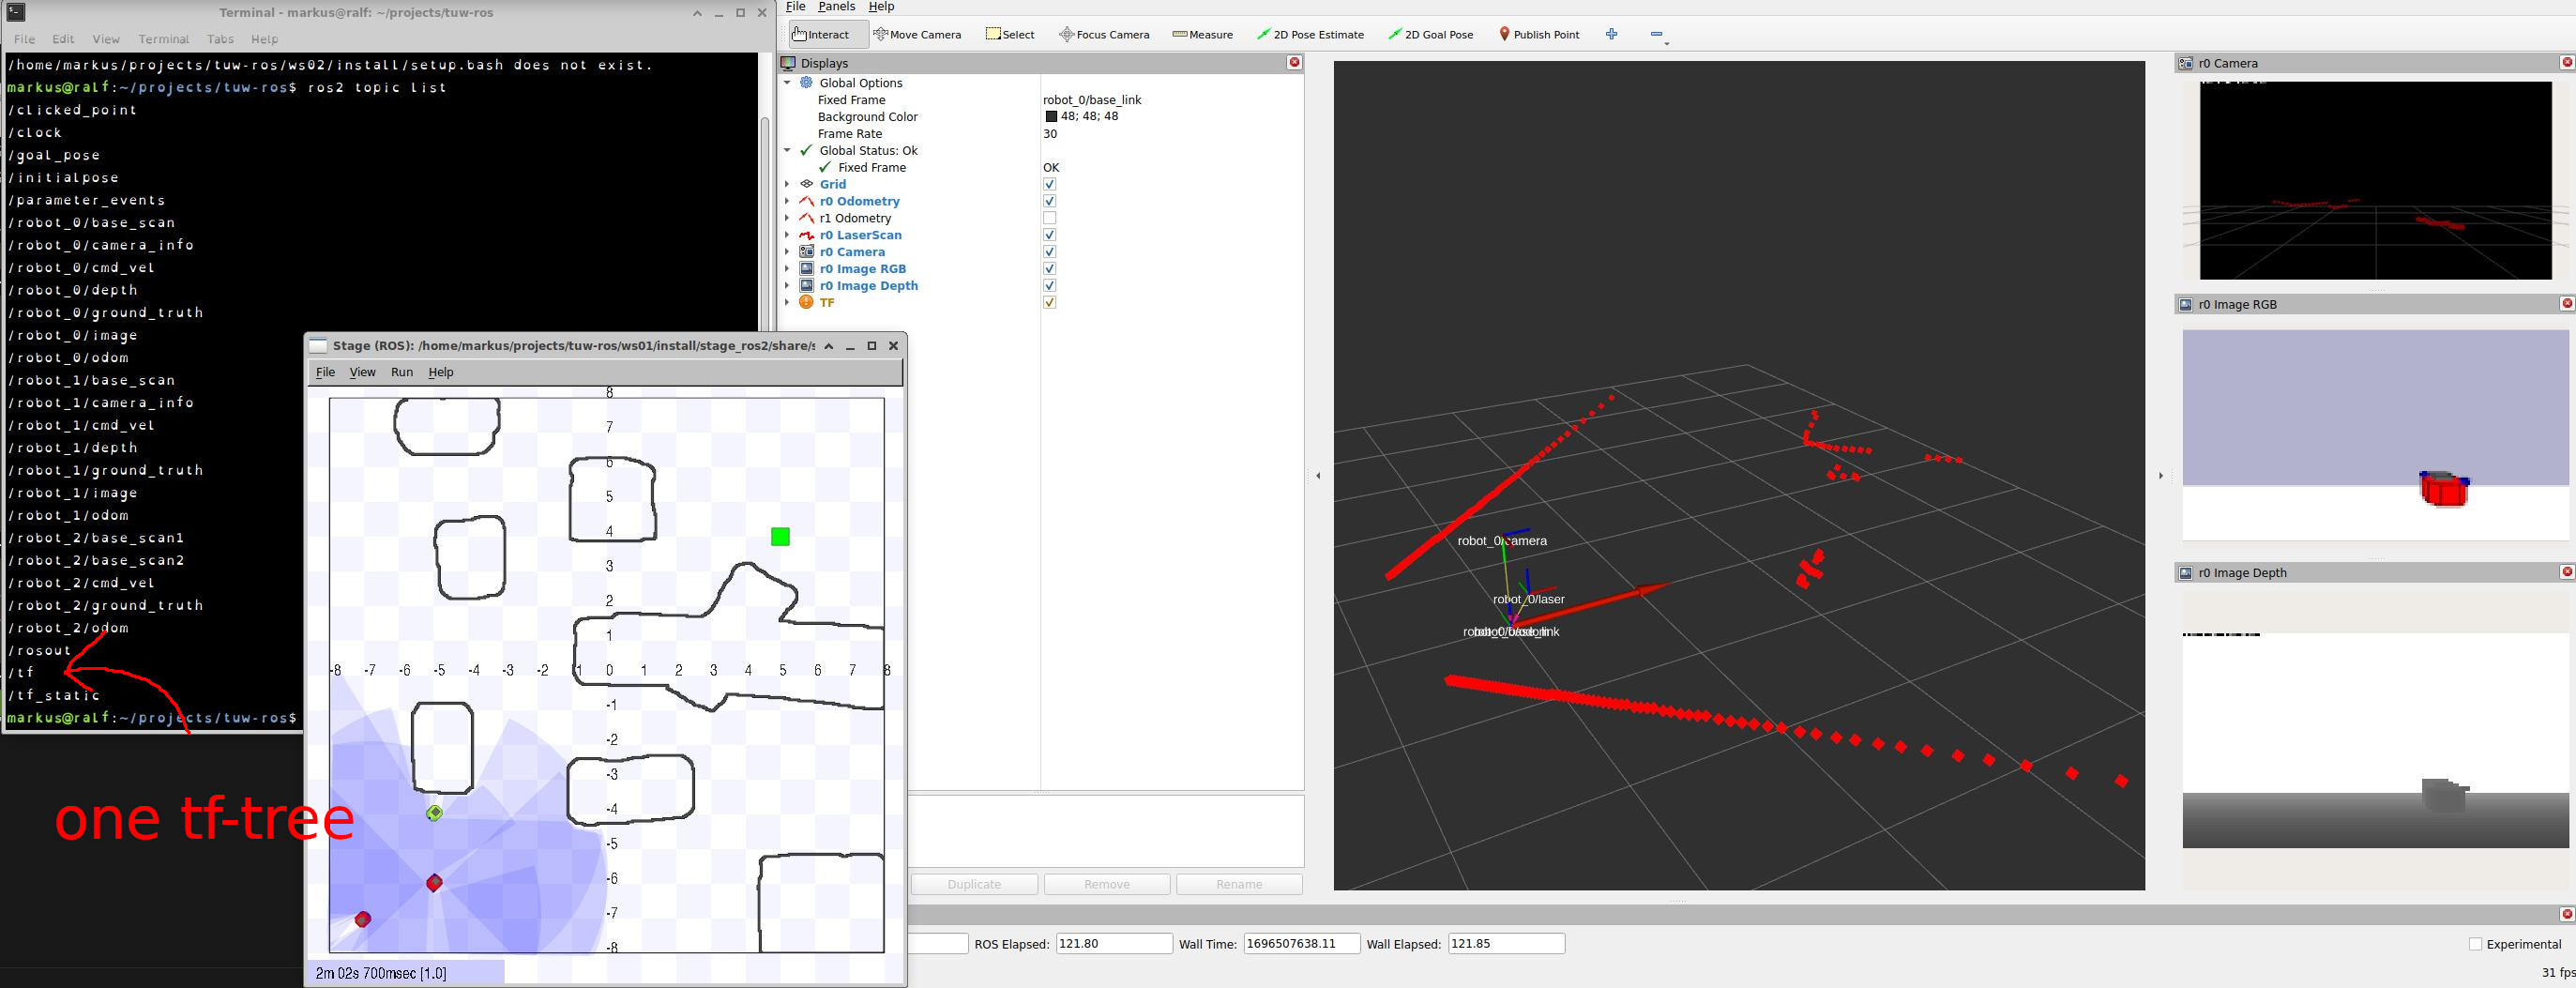 Terminal - markus@ralf: ~/projects/tuw-ros
File Edit View Terminal Tabs Help
/home/markus/projects/tuw-ros/ws02/install/setup.bash does not exist.
markus@ralf:~/projects/tuw-ros$ ros2 topic list
/clicked_point
/clock
/goal_pose
/initialpose
/parameter_events
/robot_0/base_scan
/robot_0/camera_info
/robot_0/cmd_vel
/robot_0/depth
/robot_0/ground_truth
/robot_0/image
/robot_0/odom
/robot_1/base_scan
/robot_1/camera_info
/robot_1/cmd_vel
/robot_1/depth
/robot_1/ground_truth
/robot_1/image
/robot_1/odom
/robot_2/base_scan1
/robot_2/base_scan2
/robot_2/cmd_vel
/robot_2/ground_truth
/robot_2/odom
/rosout
/tf
/tf_static
markus@ralf:~/projects/tuw-ros$
one tf-tree
Stage (ROS): /home/markus/projects/tuw-ros/ws01/install/stage_ros2/share/s
File View Run Help
8
7
6
5
4
3
2
1
-8 -7 -6 -5 -4 -3 -2 -1 0 1 2 3 4 5 6 7 8
-1
-2
-3
-4
-5
-6
-7
-8
2m 02s 700msec [1.0]
File Panels Help
Interact Move Camera Select Focus Camera Measure 2D Pose Estimate 2D Goal Pose Publish Point
Displays
Global Options
Fixed Frame robot_0/base_link
Background Color 48; 48; 48
Frame Rate 30
Global Status: Ok
Fixed Frame OK
Grid
r0 Odometry
r1 Odometry
r0 LaserScan
r0 Camera
r0 Image RGB
r0 Image Depth
TF
Duplicate Remove Rename
robot_0/camera
robot_0/laser
r0 Camera
r0 Image RGB
r0 Image Depth
ROS Elapsed: 121.80 Wall Time: 1696507638.11 Wall Elapsed: 121.85 Experimental
31 fps